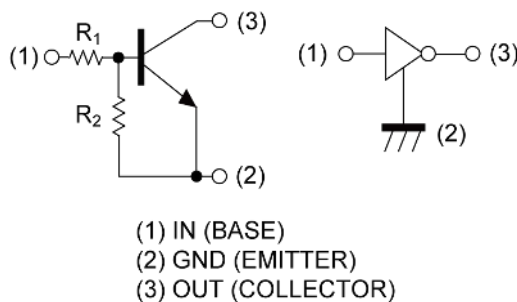 (3)
R1
(1)
R2
(2)
(1)
(3)
(2)
(1) IN (BASE)
(2) GND (EMITTER)
(3) OUT (COLLECTOR)